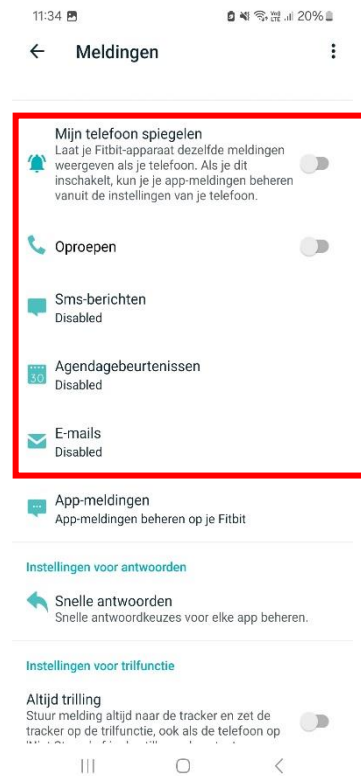 11:34
20%
Meldingen
Mijn telefoon spiegelen
Laat je Fitbit-apparaat dezelfde meldingen
weergeven als je telefoon. Als je dit
inschakelt, kun je je app-meldingen beheren
vanuit de instellingen van je telefoon.
Oproepen
Sms-berichten
Disabled
30
Agendagebeurtenissen
Disabled
E-mails
Disabled
App-meldingen
App-meldingen beheren op je Fitbit
Instellingen voor antwoorden
Snelle antwoorden
Snelle antwoordkeuzes voor elke app beheren.
Instellingen voor trilfunctie
Altijd trilling
Stuur melding altijd naar de tracker en zet de
tracker op de trilfunctie, ook als de telefoon op